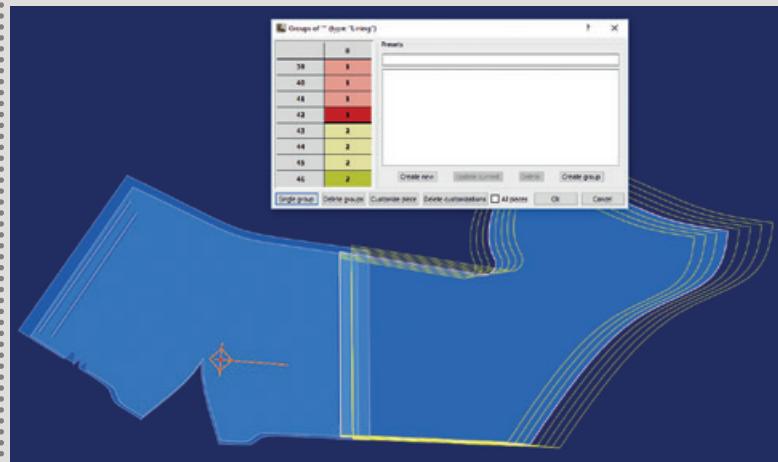 Groups of "" (type "Lining")
? ×
Presets
0
39 1
40 1
41 1
42 1
43 2
44 2
45 2
46 2
Create new Update current Delete Create group
Single group Delete groups Customize piece Delete customizations All pieces Ok Cancel